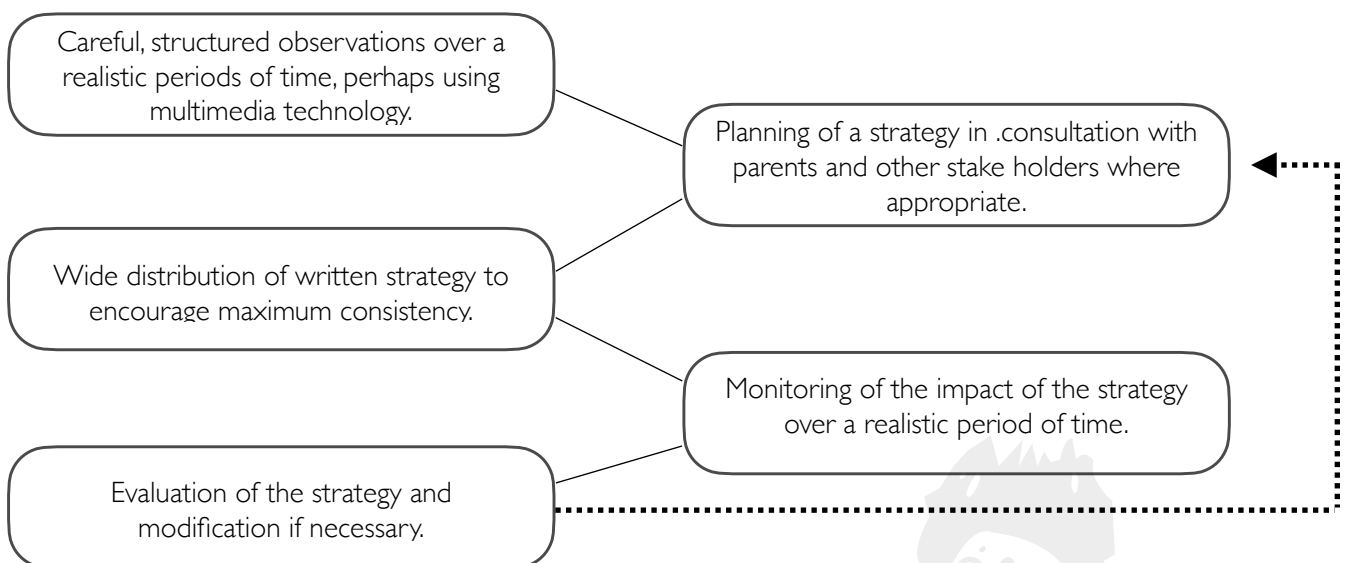 Careful, structured observations over a
realistic periods of time, perhaps using
multimedia technology.
Planning of a strategy in .consultation with
parents and other stake holders where
appropriate.
Wide distribution of written strategy to
encourage maximum consistency.
Monitoring of the impact of the strategy
over a realistic period of time.
Evaluation of the strategy and
modification if necessary.